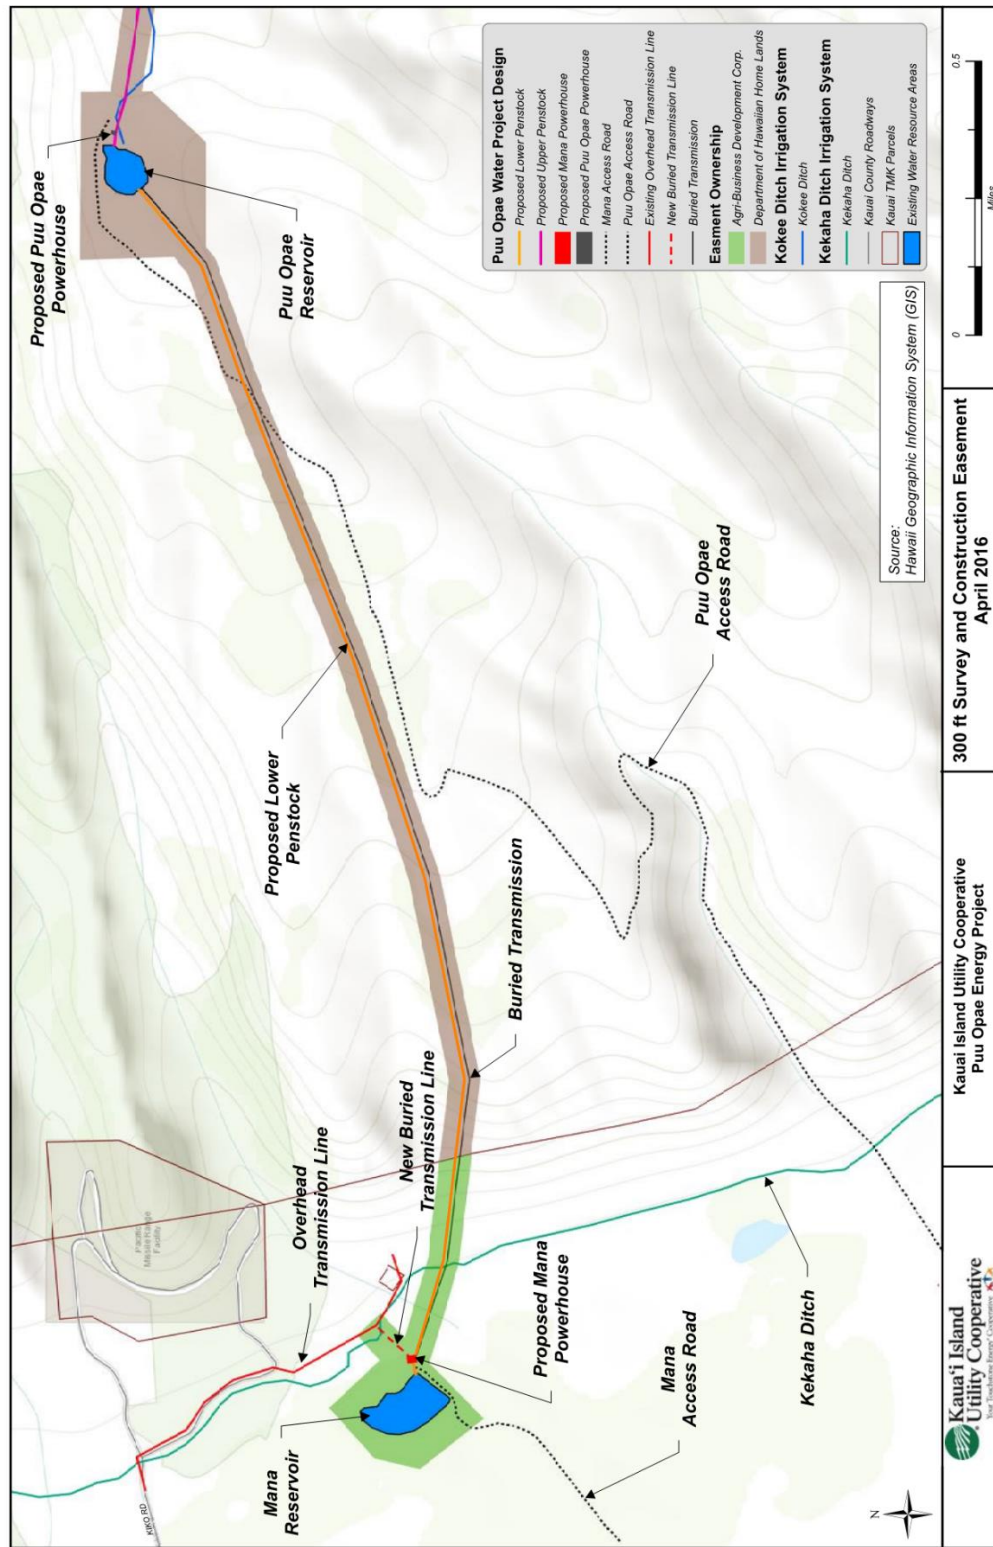 Proposed Puu Opae
Powerhouse
Puu Opae
Reservoir
Proposed Lower
Penstock
Puu Opae
Access Road
Buried Transmission
New Buried
Transmission Line
Overhead
Transmission Line
Pacific
Missile Range
Facility
Proposed Mana
Powerhouse
Mana
Reservoir
Mana
Access Road
Kekaha Ditch
KIKO RD
N
Puu Opae Water Project Design
Proposed Lower Penstock
Proposed Upper Penstock
Proposed Mana Powerhouse
Proposed Puu Opae Powerhouse
Mana Access Road
Puu Opae Access Road
Existing Overhead Transmission Line
New Buried Transmission Line
Buried Transmission
Easment Ownership
Agri-Business Development Corp.
Department of Hawaiian Home Lands
Kokee Ditch Irrigation System
Kokee Ditch
Kekaha Ditch Irrigation System
Kekaha Ditch
Kauai County Roadways
Kauai TMK Parcels
Existing Water Resource Areas
Source:
Hawaii Geographic Information System (GIS)
Kaua‘i Island
Utility Cooperative
Your Touchstone Energy® Cooperative
Kauai Island Utility Cooperative
Puu Opae Energy Project
300 ft Survey and Construction Easement
April 2016
0 0.5
Miles